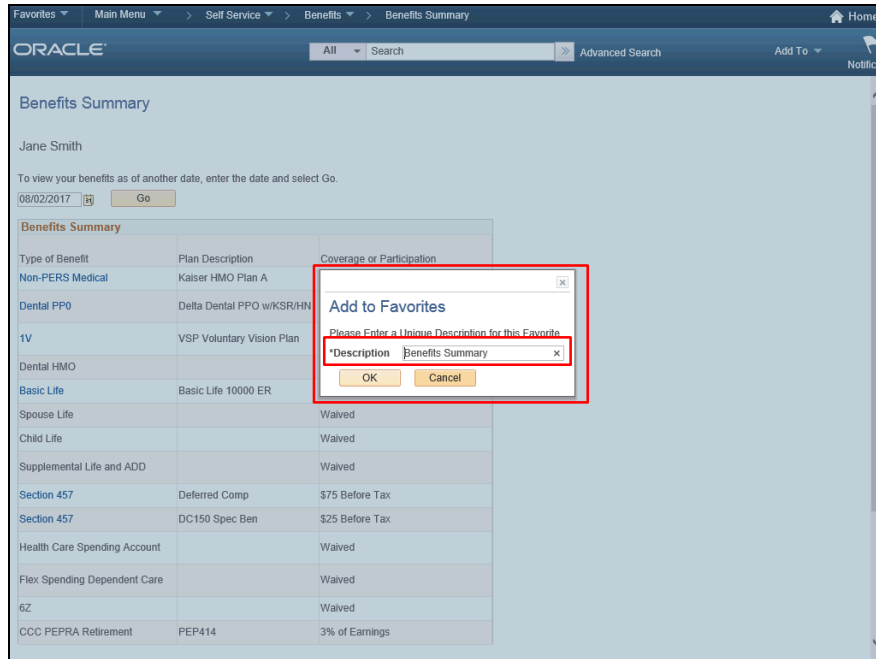 Favorites Main Menu > Self Service > Benefits > Benefits Summary Home
ORACLE All Search » Advanced Search Add To
Notific
Benefits Summary
Jane Smith
To view your benefits as of another date, enter the date and select Go.
08/02/2017 31 Go
Benefits Summary
Type of Benefit Plan Description Coverage or Participation
Non-PERS Medical Kaiser HMO Plan A
Dental PP0 Delta Dental PPO w/KSR/HN
1V VSP Voluntary Vision Plan
Dental HMO
Basic Life Basic Life 10000 ER
Spouse Life Waived
Child Life Waived
Supplemental Life and ADD Waived
Section 457 Deferred Comp $75 Before Tax
Section 457 DC150 Spec Ben $25 Before Tax
Health Care Spending Account Waived
Flex Spending Dependent Care Waived
6Z Waived
CCC PEPRA Retirement PEP414 3% of Earnings
Add to Favorites
Please Enter a Unique Description for this Favorite
*Description Benefits Summary ×
OK Cancel